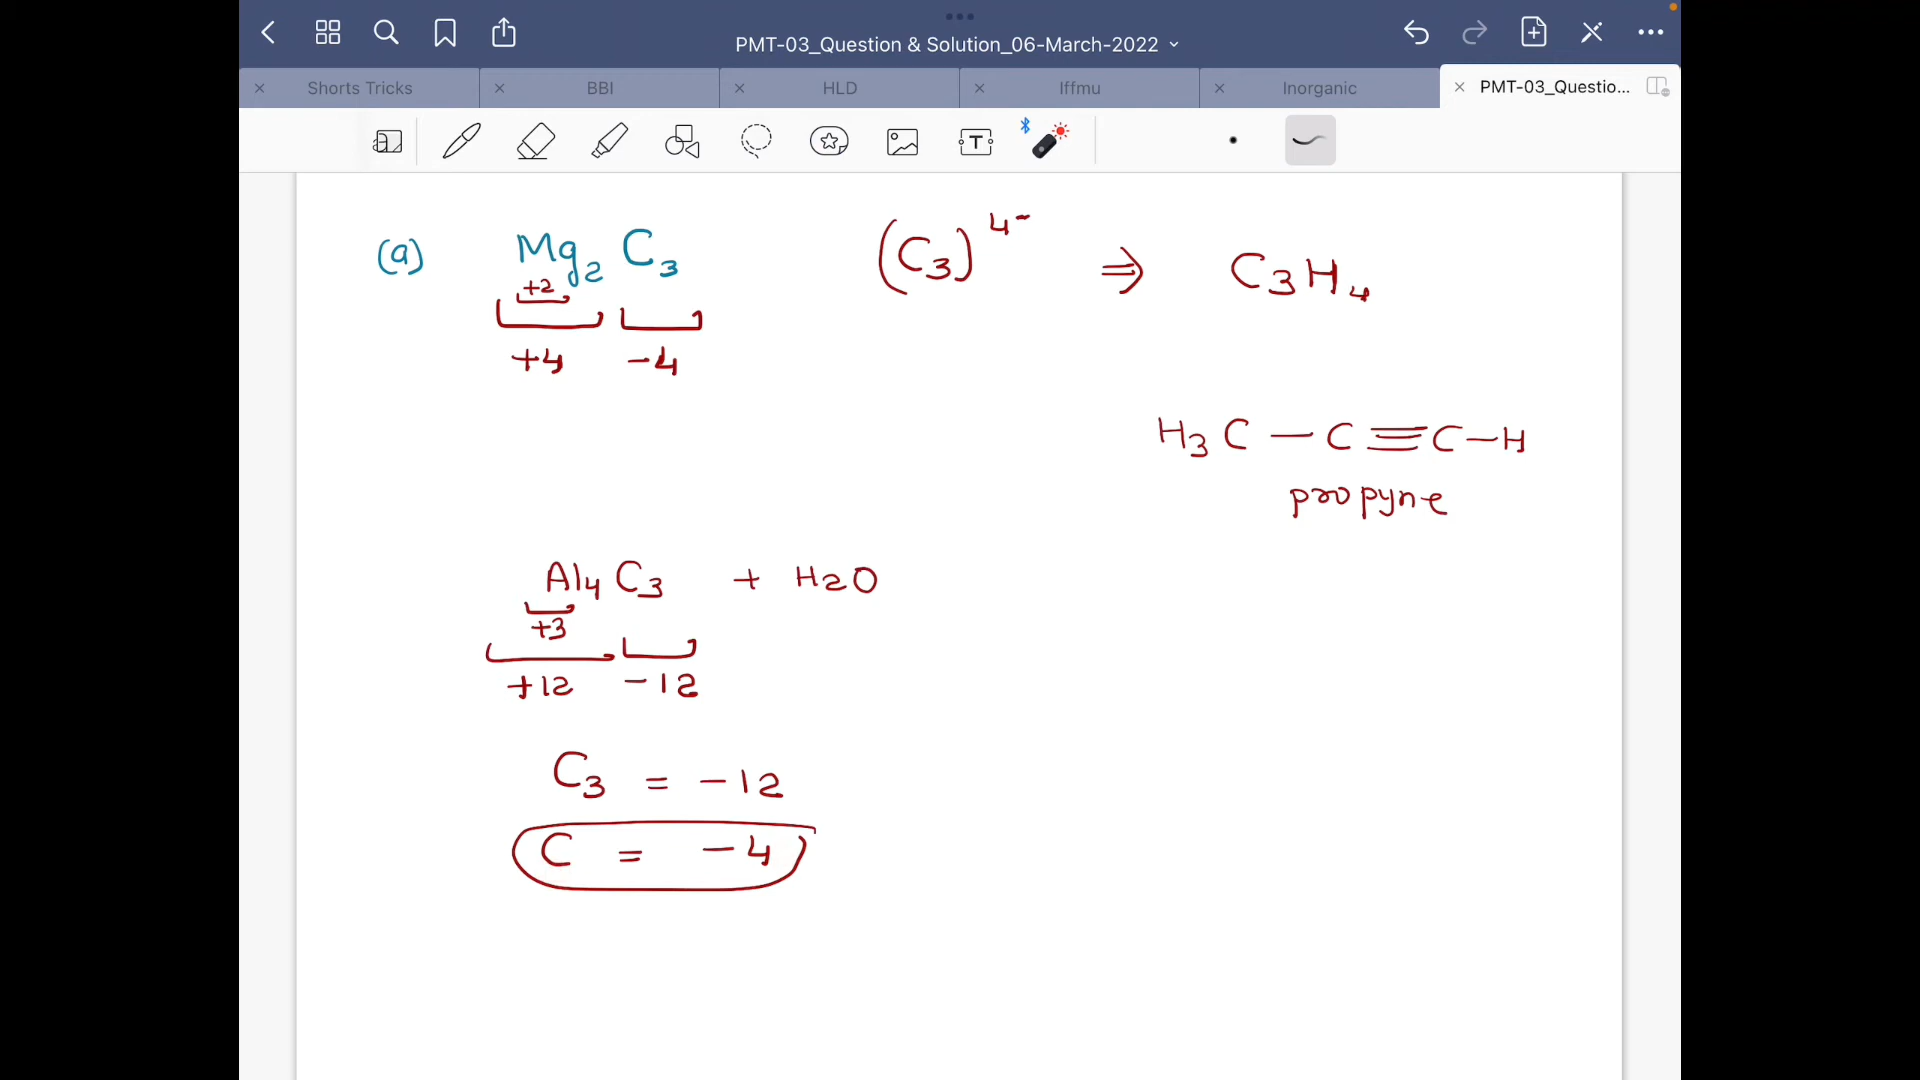 PMT-03_Question & Solution_06-March-2022
Shorts Tricks
BBI
HLD
Iffmu
Inorganic
PMT-03_Questio...
T
(a) Mg₂ C₃ (C₃)⁴⁻ ⇒ C₃H₄
+2
+4 -4
H₃C — C ≡ C — H
propyne
Al₄ C₃ + H₂O
+3
+12 -12
C₃ = -12
C = -4